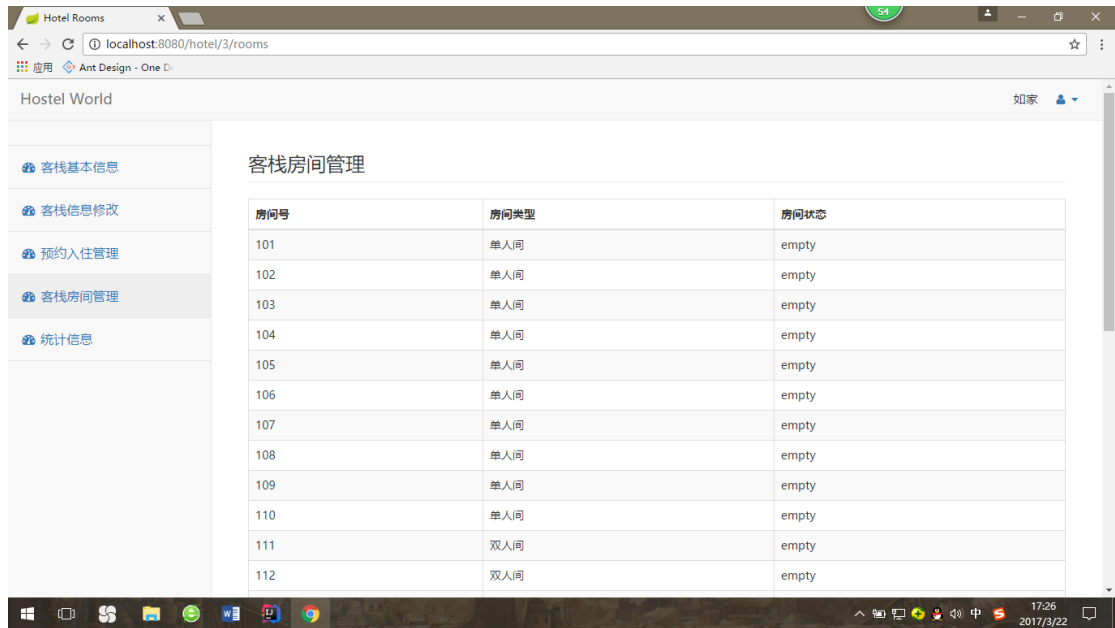 Hotel Rooms
54
localhost:8080/hotel/3/rooms
应用 Ant Design - One D
Hostel World 如家
客栈基本信息
客栈信息修改
预约入住管理
客栈房间管理
统计信息
客栈房间管理
房间号 房间类型 房间状态
101 单人间 empty
102 单人间 empty
103 单人间 empty
104 单人间 empty
105 单人间 empty
106 单人间 empty
107 单人间 empty
108 单人间 empty
109 单人间 empty
110 单人间 empty
111 双人间 empty
112 双人间 empty
中 17:26
2017/3/22